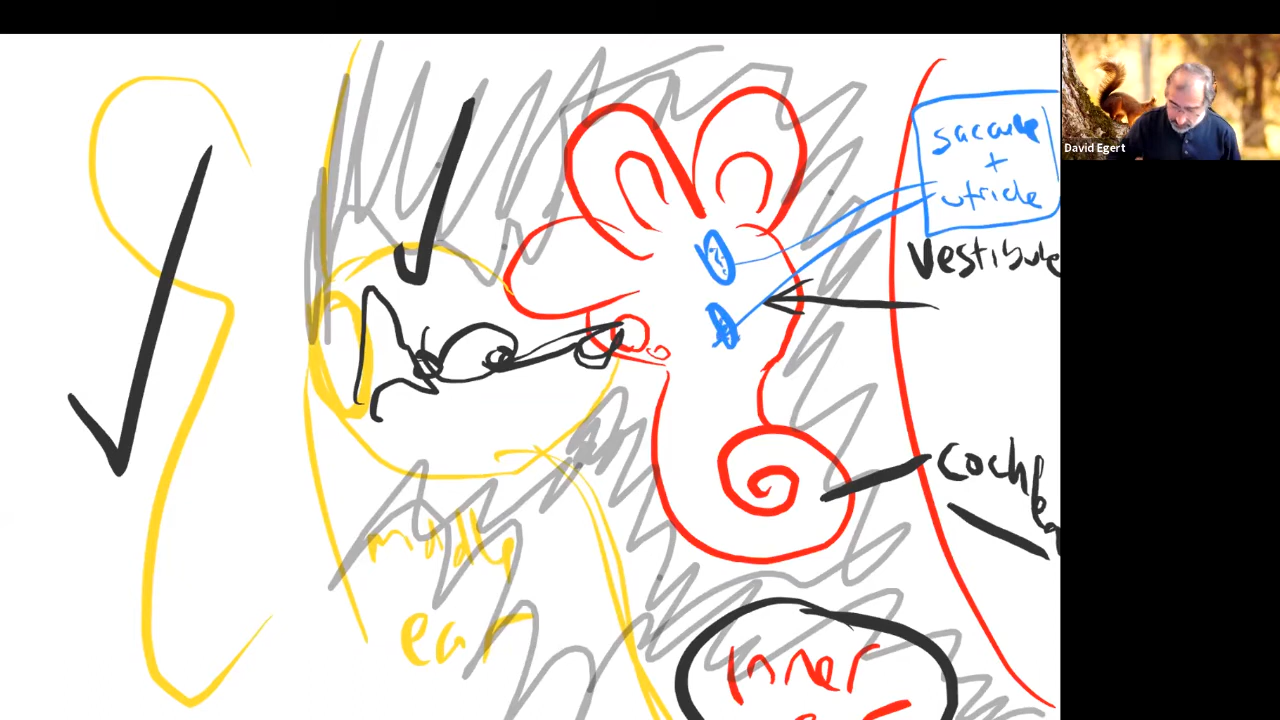 saccule
+
utricle
David Egert
Vestibule
cochlea
middle
ear
Inner